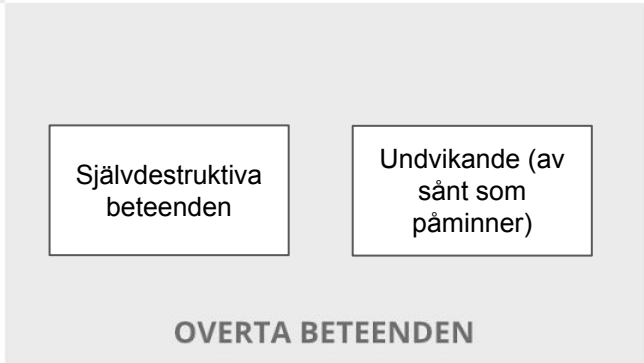 Självdestruktiva
beteenden
Undvikande (av
sånt som
påminner)
OVERTA BETEENDEN